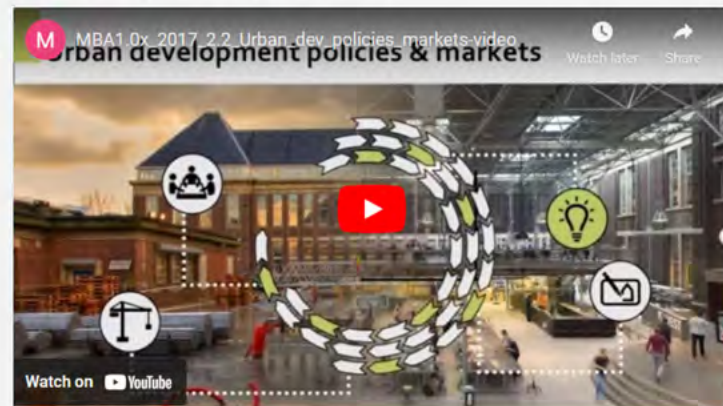 M MBA1.0x_2017_2.2_Urban_dev_policies_markets-video
Urban development policies & markets
Watch later
Share
Watch on YouTube